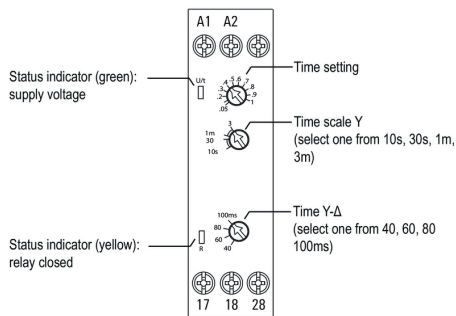 A1 A2
Status indicator (green):
supply voltage
U/t
.05
.2
.3
.4
.5
.6
.7
.8
.9
1
Time setting
3
1m
30
10s
Time scale Y
(select one from 10s, 30s, 1m,
3m)
100ms
80
60
40
Time Y-Δ
(select one from 40, 60, 80
100ms)
Status indicator (yellow):
relay closed
R
17 18 28